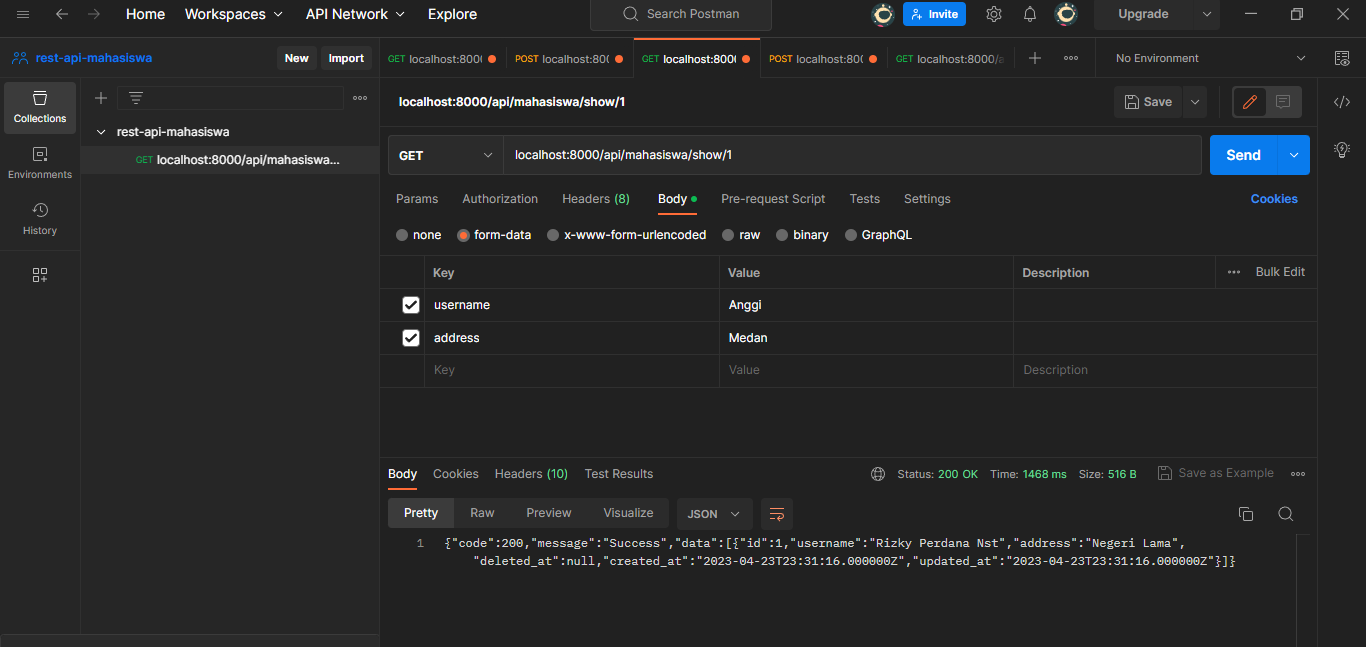 Home Workspaces API Network Explore Search Postman Invite Upgrade
rest-api-mahasiswa New Import GET localhost:800( POST localhost:80( GET localhost:800( POST localhost:80( GET localhost:8000/a No Environment
Collections
Environments
History
rest-api-mahasiswa
GET localhost:8000/api/mahasiswa...
localhost:8000/api/mahasiswa/show/1 Save
GET localhost:8000/api/mahasiswa/show/1 Send
Params Authorization Headers (8) Body Pre-request Script Tests Settings Cookies
none form-data x-www-form-urlencoded raw binary GraphQL
Key Value Description Bulk Edit
username Anggi
address Medan
Key Value Description
Body Cookies Headers (10) Test Results Status: 200 OK Time: 1468 ms Size: 516 B Save as Example
Pretty Raw Preview Visualize JSON
1 {"code":200,"message":"Success","data":[{"id":1,"username":"Rizky Perdana Nst","address":"Negeri Lama",
"deleted_at":null,"created_at":"2023-04-23T23:31:16.000000Z","updated_at":"2023-04-23T23:31:16.000000Z"}]}